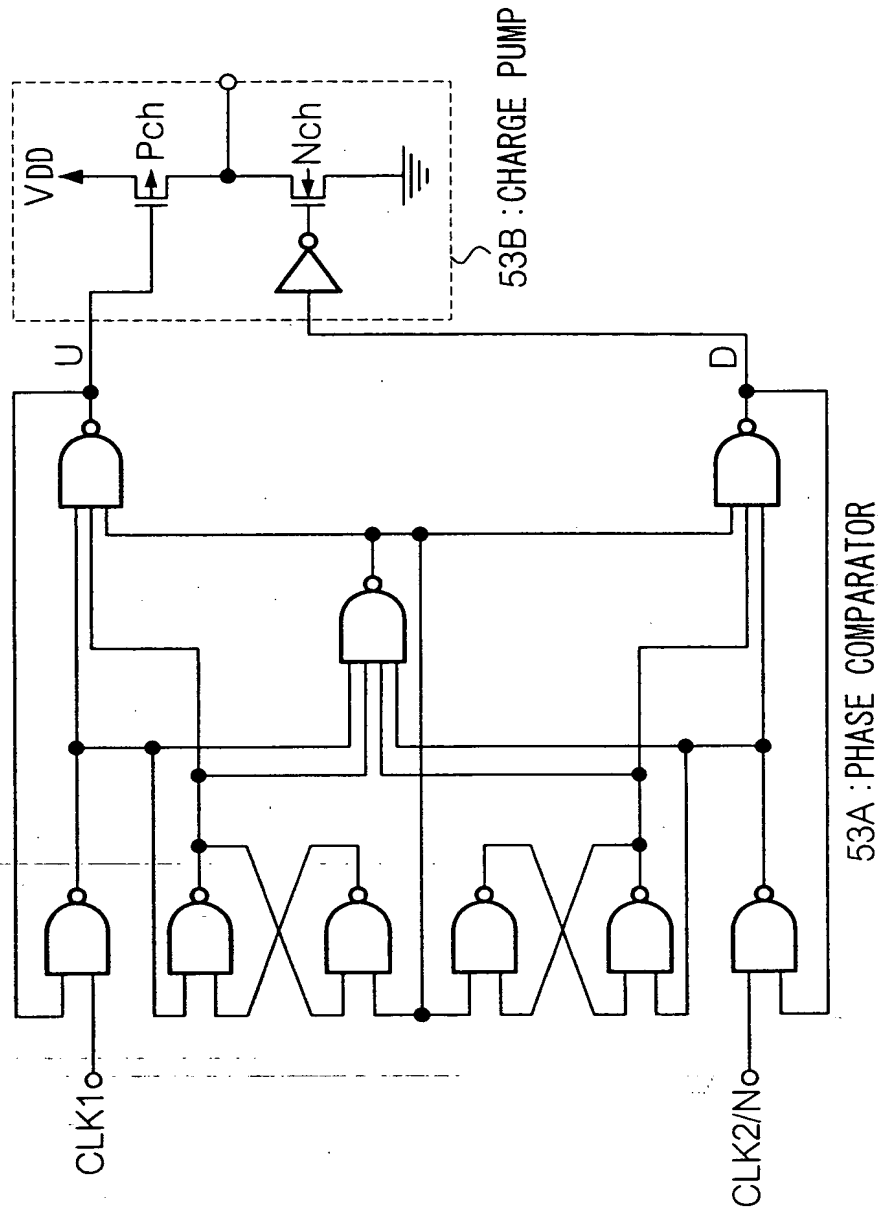 CLK1
CLK2/N
U
D
VDD
Pch
Nch
53B : CHARGE PUMP
53A : PHASE COMPARATOR